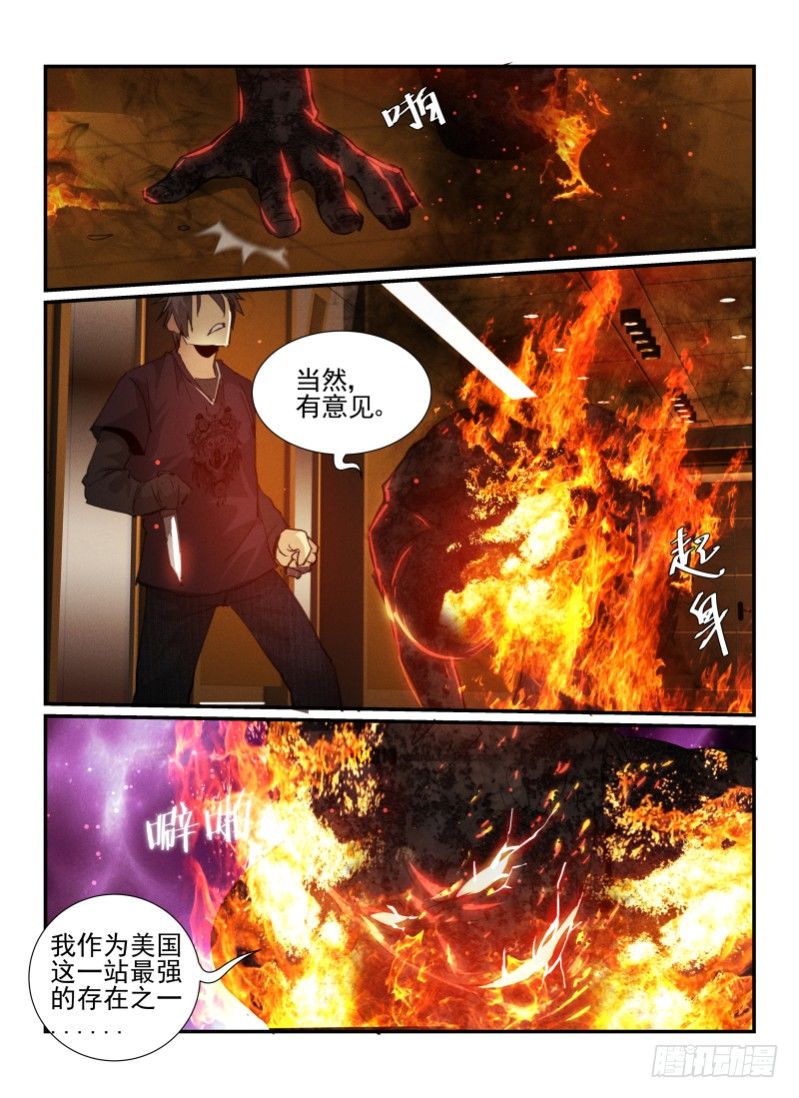 啪
当然，
有意见。
起身
噼啪
我作为美国
这一站最强
的存在之一
······
腾讯动漫